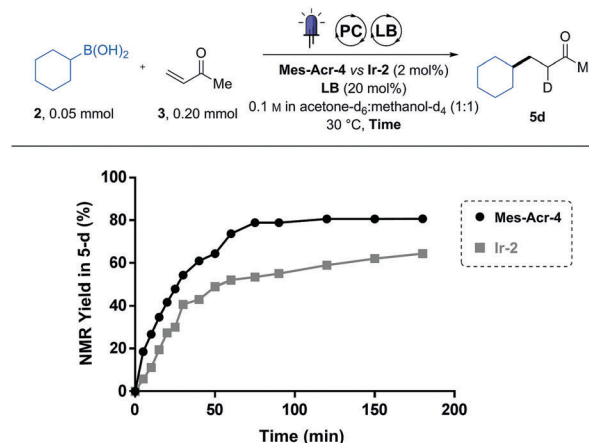 B(OH)₂
+
O
Me
2, 0.05 mmol
3, 0.20 mmol
PC LB
Mes-Acr-4 vs Ir-2 (2 mol%)
LB (20 mol%)
0.1 M in acetone-d₆:methanol-d₄ (1:1)
30 °C, Time
O
M
D
5d
NMR Yield in 5-d (%)
100
80
60
40
20
0
0 50 100 150 200
Time (min)
Mes-Acr-4
Ir-2